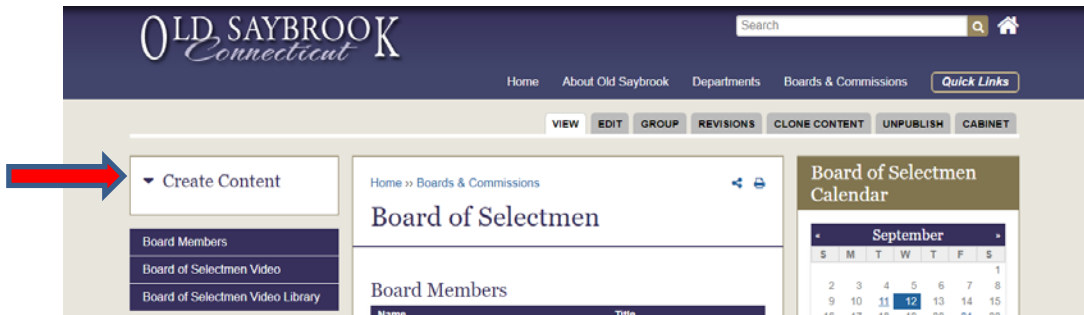 OLD SAYBROOK
Connecticut
Search
Home About Old Saybrook Departments Boards & Commissions Quick Links
VIEW EDIT GROUP REVISIONS CLONE CONTENT UNPUBLISH CABINET
Create Content
Board Members
Board of Selectmen Video
Board of Selectmen Video Library
Home ›› Boards & Commissions
Board of Selectmen
Board Members
Name Title
Board of Selectmen
Calendar
« September »
S M T W T F S
1
2 3 4 5 6 7 8
9 10 11 12 13 14 15